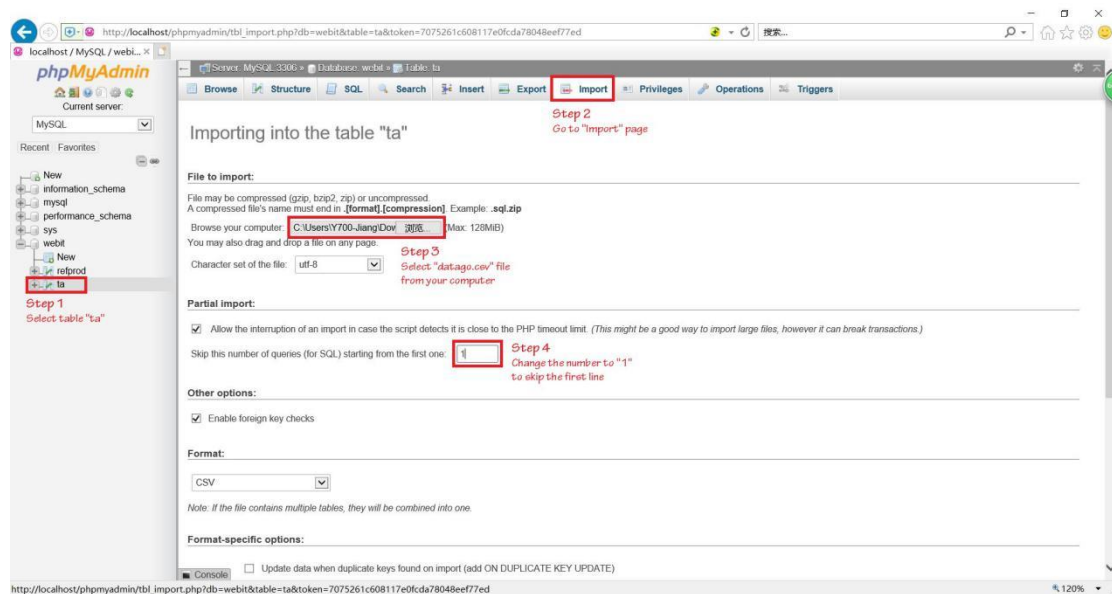 http://localhost/phpmyadmin/tbl_import.php?db=webit&table=ta&token=7075261c608117e0fcda78048eef77ed
搜索...
localhost / MySQL / webi...
phpMyAdmin
Current server:
MySQL
Recent Favorites
New
information_schema
mysql
performance_schema
sys
webit
New
refprod
ta
Step 1
Select table "ta"
Server: MySQL:3306 » Database: webit » Table: ta
Browse Structure SQL Search Insert Export Import Privileges Operations Triggers
Step 2
Go to "Import" page
Importing into the table "ta"
File to import:
File may be compressed (gzip, bzip2, zip) or uncompressed.
A compressed file's name must end in .[format].[compression]. Example: .sql.zip
Browse your computer: C:\Users\Y700-Jiang\Dow 浏览... (Max: 128MiB)
You may also drag and drop a file on any page.
Character set of the file: utf-8
Step 3
Select "datago.csv" file
from your computer
Partial import:
Allow the interruption of an import in case the script detects it is close to the PHP timeout limit. (This might be a good way to import large files, however it can break transactions.)
Skip this number of queries (for SQL) starting from the first one: 1
Step 4
Change the number to "1"
to skip the first line
Other options:
Enable foreign key checks
Format:
CSV
Note: If the file contains multiple tables, they will be combined into one.
Format-specific options:
Update data when duplicate keys found on import (add ON DUPLICATE KEY UPDATE)
Console
http://localhost/phpmyadmin/tbl_import.php?db=webit&table=ta&token=7075261c608117e0fcda78048eef77ed
120%